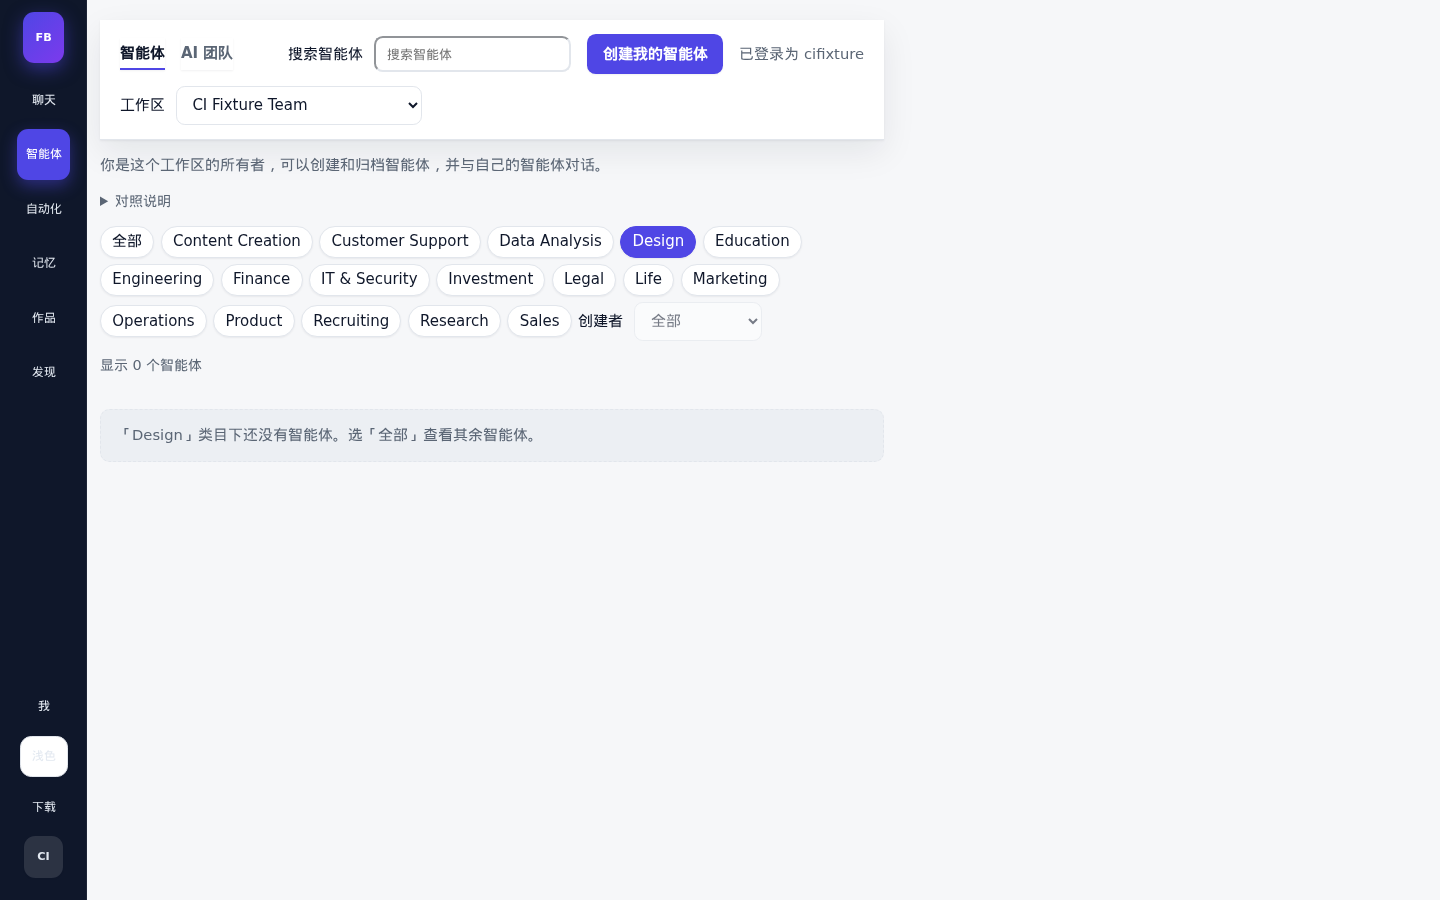 FB
聊天
智能体
自动化
记忆
作品
发现
我
浅色
下载
CI
智能体 AI 团队 搜索智能体 搜索智能体 创建我的智能体 已登录为 cifixture
工作区 CI Fixture Team
你是这个工作区的所有者，可以创建和归档智能体，并与自己的智能体对话。
▶ 对照说明
全部 Content Creation Customer Support Data Analysis Design Education
Engineering Finance IT & Security Investment Legal Life Marketing
Operations Product Recruiting Research Sales 创建者 全部
显示 0 个智能体
「Design」类目下还没有智能体。选「全部」查看其余智能体。